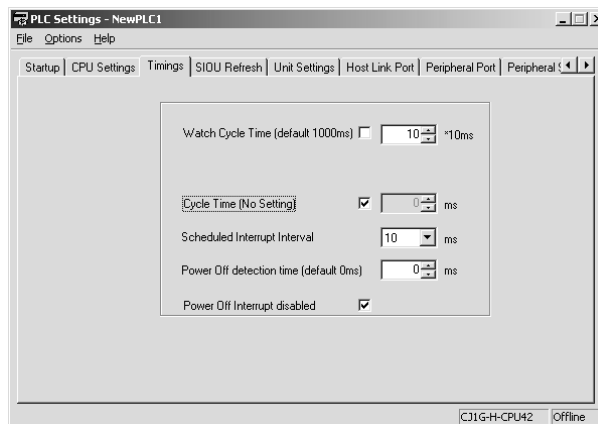 PLC Settings - NewPLC1
File Options Help
Startup CPU Settings Timings SIOU Refresh Unit Settings Host Link Port Peripheral Port Peripheral S
Watch Cycle Time (default 1000ms) 10 *10ms
Cycle Time (No Setting) 0 ms
Scheduled Interrupt Interval 10 ms
Power Off detection time (default 0ms) 0 ms
Power Off Interrupt disabled
CJ1G-H-CPU42 Offline